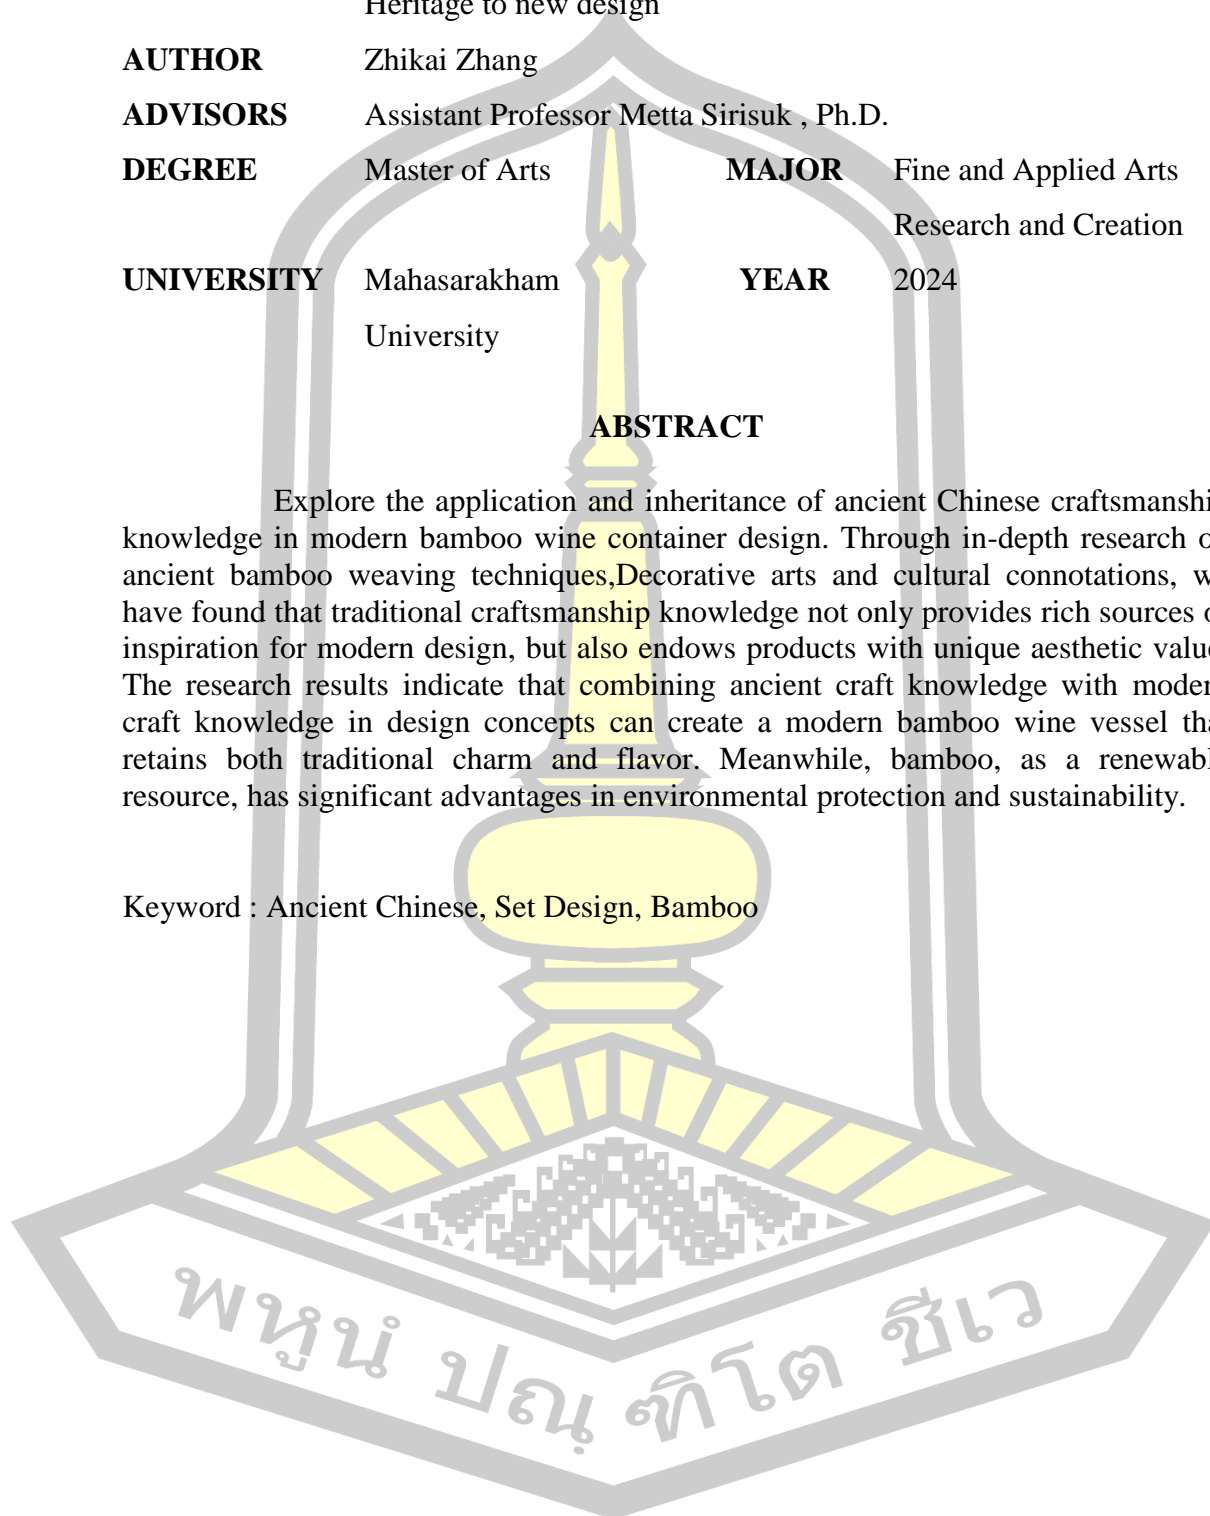 Heritage to new design
AUTHOR Zhikai Zhang
ADVISORS Assistant Professor Metta Sirisuk , Ph.D.
DEGREE Master of Arts MAJOR Fine and Applied Arts
Research and Creation
UNIVERSITY Mahasarakham YEAR 2024
University
ABSTRACT
Explore the application and inheritance of ancient Chinese craftsmanshi
knowledge in modern bamboo wine container design. Through in-depth research o
ancient bamboo weaving techniques,Decorative arts and cultural connotations, w
have found that traditional craftsmanship knowledge not only provides rich sources o
inspiration for modern design, but also endows products with unique aesthetic value
The research results indicate that combining ancient craft knowledge with moder
craft knowledge in design concepts can create a modern bamboo wine vessel tha
retains both traditional charm and flavor. Meanwhile, bamboo, as a renewabl
resource, has significant advantages in environmental protection and sustainability.
Keyword : Ancient Chinese, Set Design, Bamboo
พหูนํ ปณฺฑิโต ชีเว